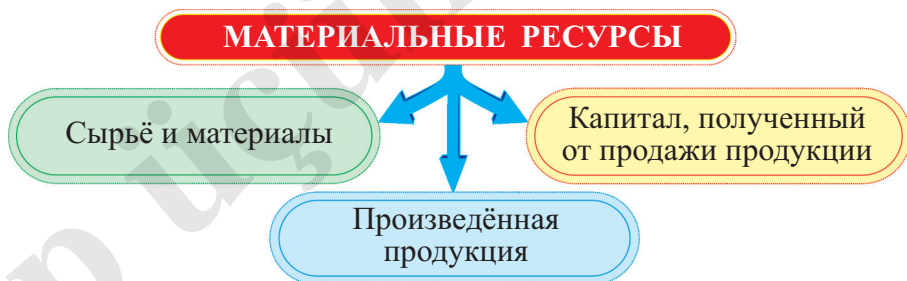 МАТЕРИАЛЬНЫЕ РЕСУРСЫ
Сырьё и материалы
Капитал, полученный
от продажи продукции
Произведённая
продукция